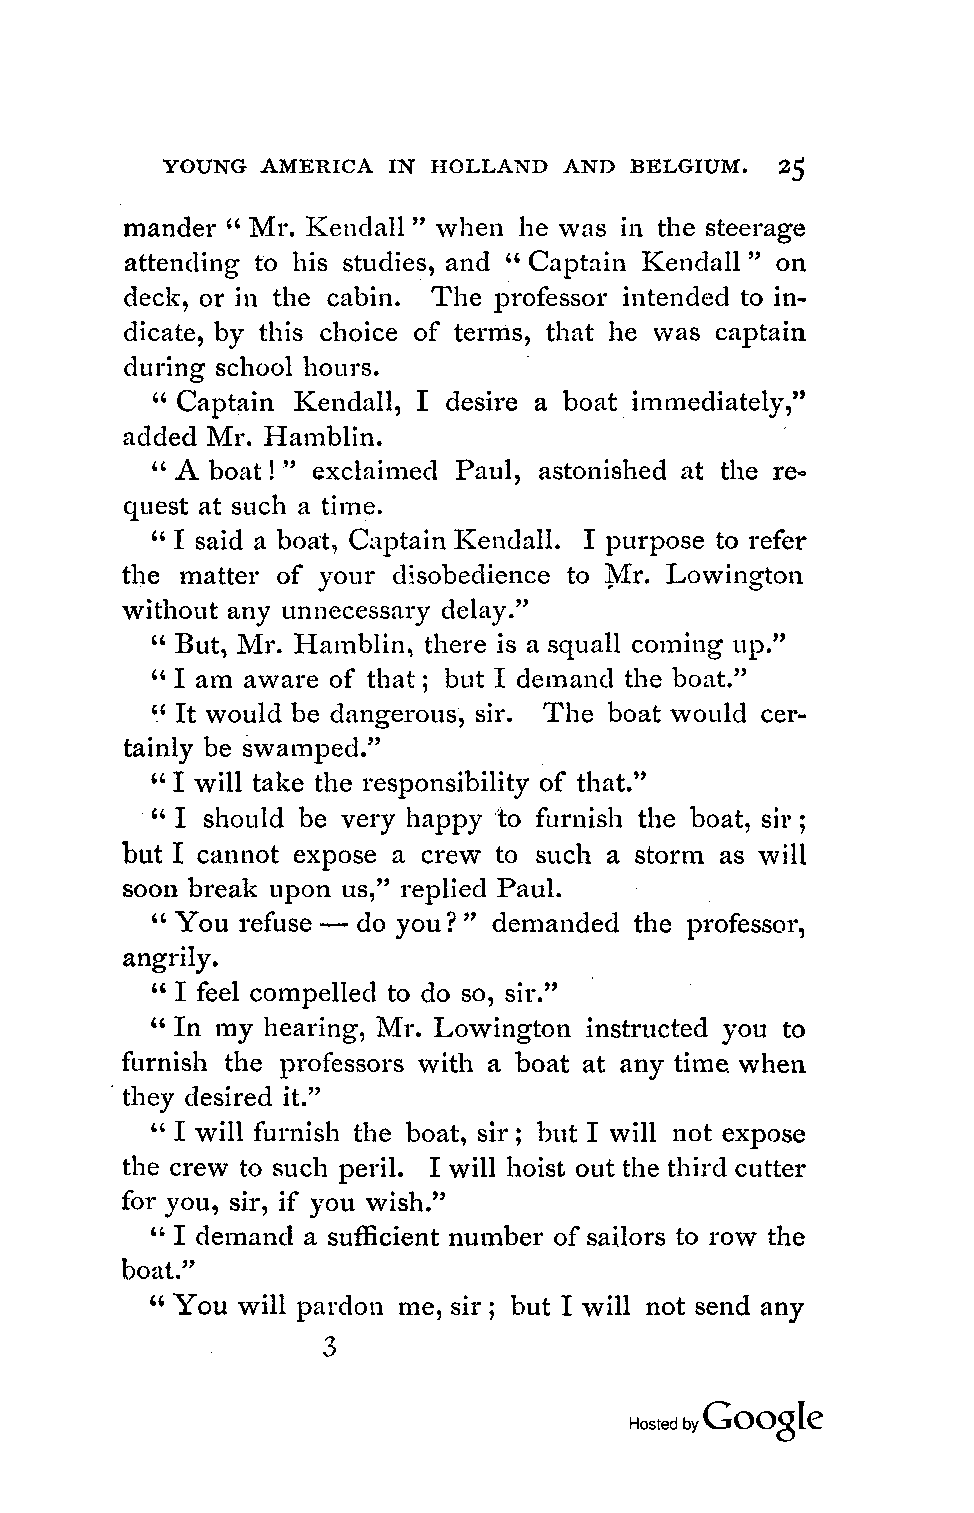 YOUNG AMERICA IN HOLLAND AND BELGIUM. 25
mander “ Mr. Kendall ” when he was in the steerage
attending to his studies, and “ Captain Kendall ” on
deck, or in the cabin. The professor intended to in-
dicate, by this choice of terms, that he was captain
during school hours.
“ Captain Kendall, I desire a boat immediately,”
added Mr. Hamblin.
“ A boat ! ” exclaimed Paul, astonished at the re-
quest at such a time.
“ I said a boat, Captain Kendall. I purpose to refer
the matter of your disobedience to Mr. Lowington
without any unnecessary delay.”
“ But, Mr. Hamblin, there is a squall coming up.”
“ I am aware of that ; but I demand the boat.”
“ It would be dangerous, sir. The boat would cer-
tainly be swamped.”
“ I will take the responsibility of that.”
“ I should be very happy to furnish the boat, sir ;
but I cannot expose a crew to such a storm as will
soon break upon us,” replied Paul.
“ You refuse — do you ? ” demanded the professor,
angrily.
“ I feel compelled to do so, sir.”
“ In my hearing, Mr. Lowington instructed you to
furnish the professors with a boat at any time when
they desired it.”
“ I will furnish the boat, sir ; but I will not expose
the crew to such peril. I will hoist out the third cutter
for you, sir, if you wish.”
“ I demand a sufficient number of sailors to row the
boat.”
“ You will pardon me, sir ; but I will not send any
3
Hosted by Google